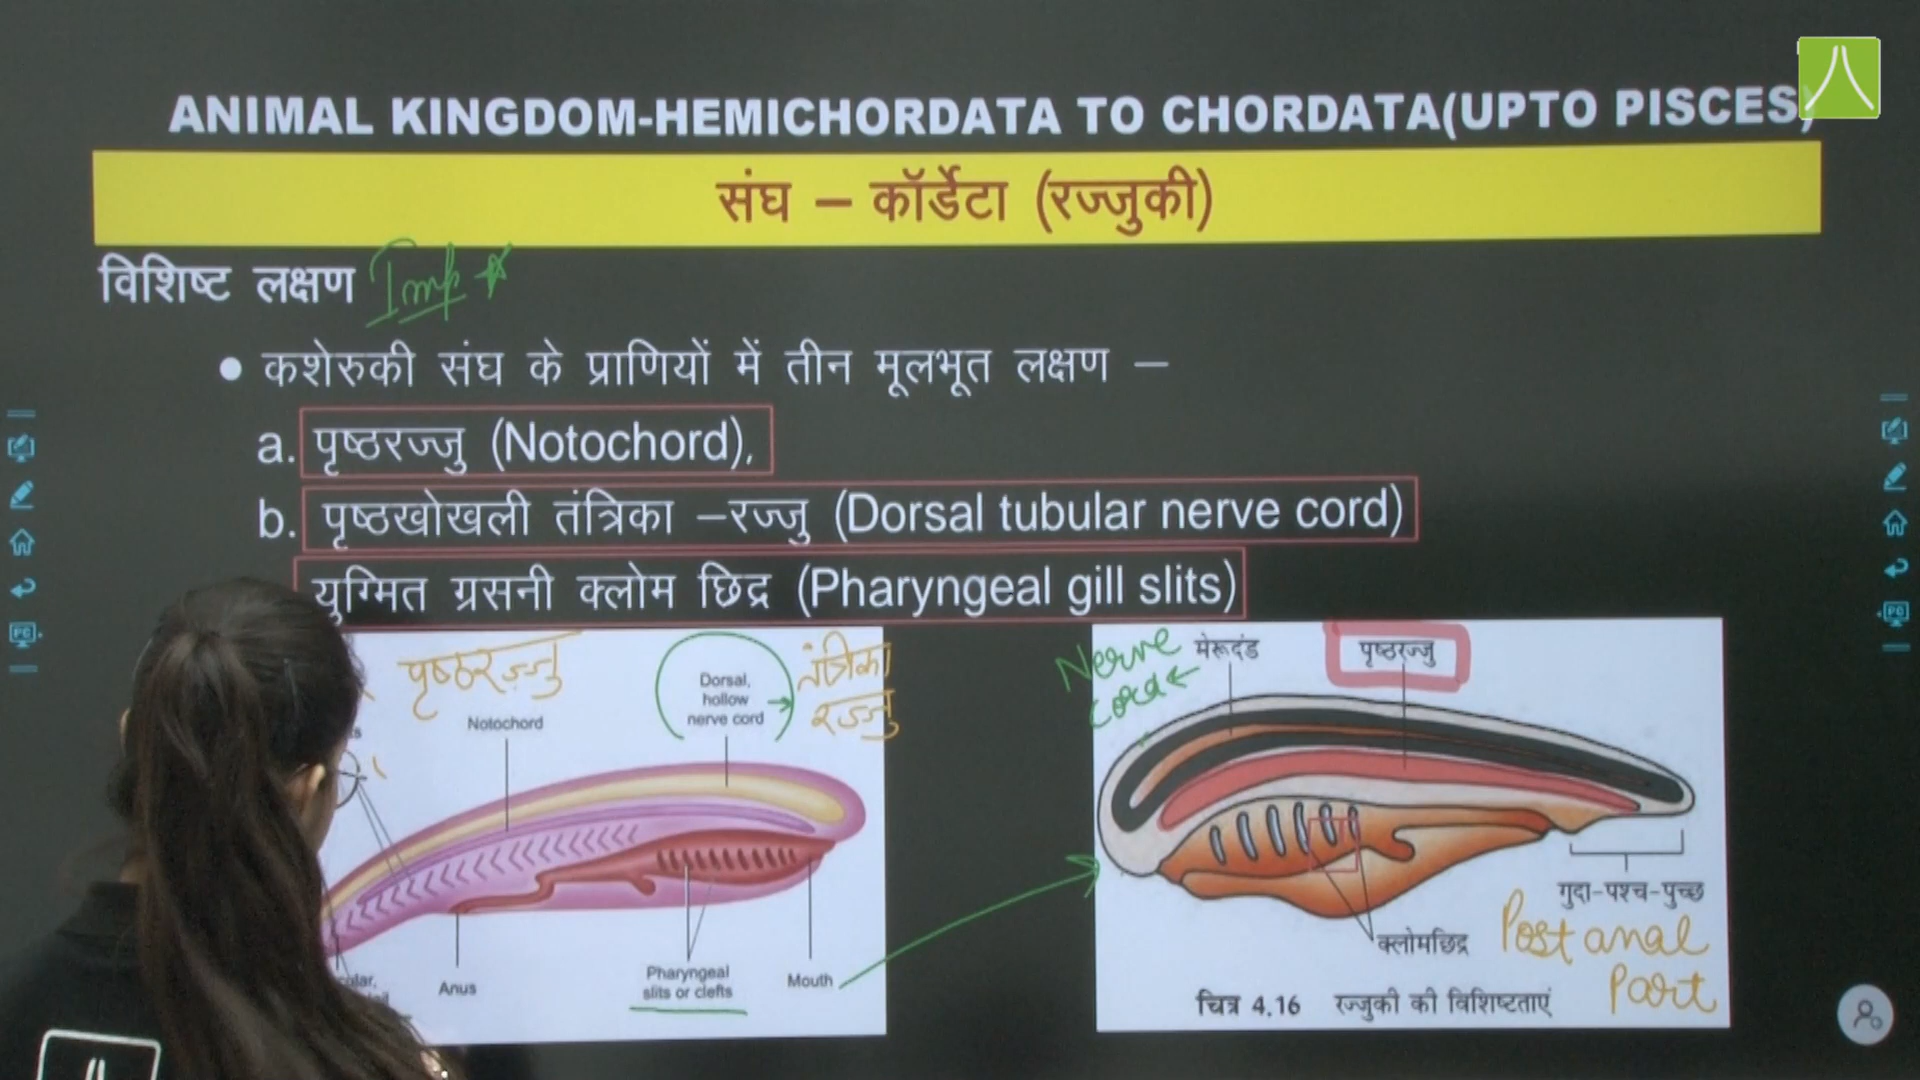 ANIMAL KINGDOM-HEMICHORDATA TO CHORDATA(UPTO PISCES)
संघ – कॉर्डेटा (रज्जुकी)
विशिष्ट लक्षण Imp
• कशेरुकी संघ के प्राणियों में तीन मूलभूत लक्षण –
a. पृष्ठरज्जु (Notochord),
b. पृष्ठखोखली तंत्रिका –रज्जु (Dorsal tubular nerve cord)
युग्मित ग्रसनी क्लोम छिद्र (Pharyngeal gill slits)
पृष्ठरज्जु
Notochord
Dorsal,
hollow
nerve cord
तंत्रिका
रज्जु
Anus
Pharyngeal
slits or clefts
Mouth
Nerve
cord
मेरूदंड
पृष्ठरज्जु
गुदा-पश्च-पुच्छ
क्लोमछिद्र
Post anal
Part
चित्र 4.16 रज्जुकी की विशिष्टताएं
PC
PC